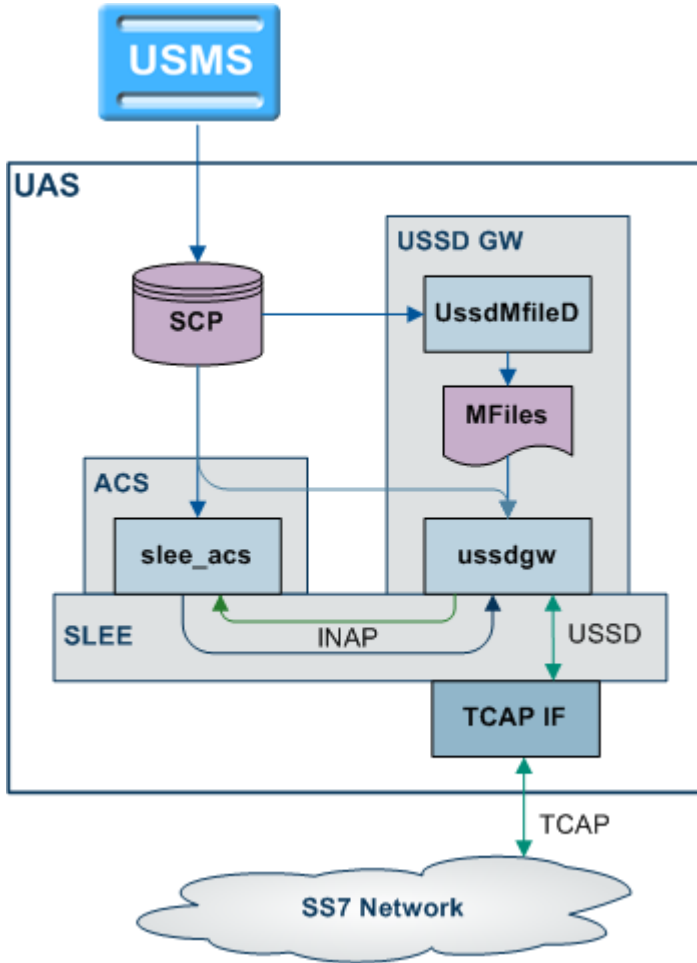 USMS
UAS
USSD GW
UssdMfileD
SCP
MFiles
ACS
slee_acs
ussdgw
SLEE
INAP
USSD
TCAP IF
TCAP
SS7 Network